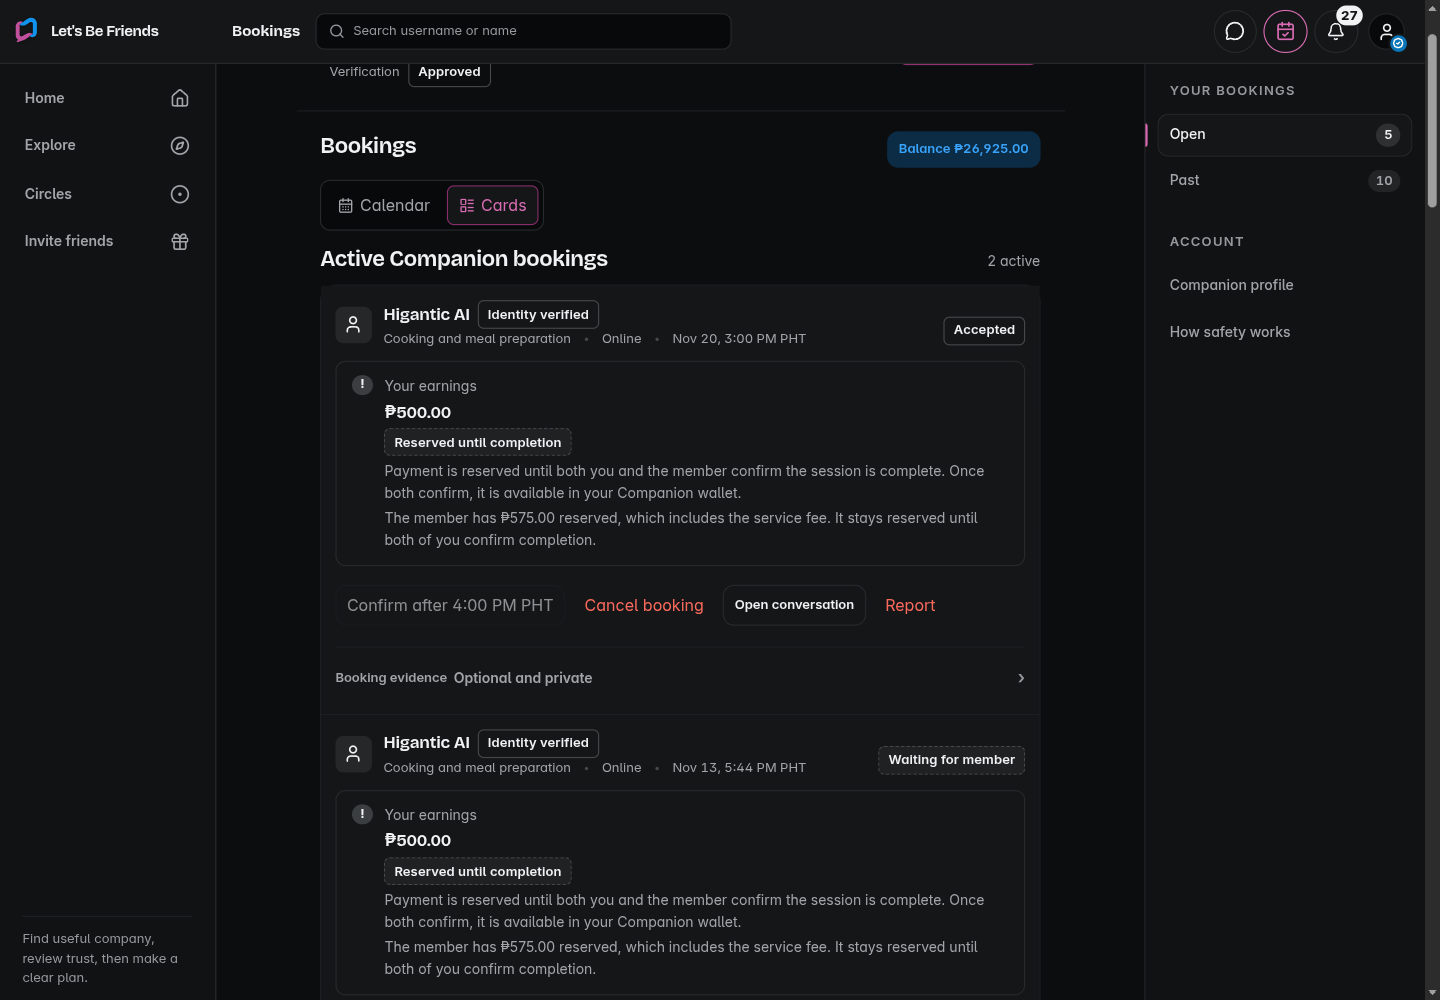 Let's Be Friends
Bookings
Search username or name
27
Home
Explore
Circles
Invite friends
Find useful company,
review trust, then make a
clear plan.
Verification Approved
Bookings
Balance ₱26,925.00
Calendar Cards
Active Companion bookings
2 active
Higantic AI Identity verified
Cooking and meal preparation • Online • Nov 20, 3:00 PM PHT
Accepted
! Your earnings
₱500.00
Reserved until completion
Payment is reserved until both you and the member confirm the session is complete. Once
both confirm, it is available in your Companion wallet.
The member has ₱575.00 reserved, which includes the service fee. It stays reserved until
both of you confirm completion.
Confirm after 4:00 PM PHT Cancel booking Open conversation Report
Booking evidence Optional and private
Higantic AI Identity verified
Cooking and meal preparation • Online • Nov 13, 5:44 PM PHT
Waiting for member
! Your earnings
₱500.00
Reserved until completion
Payment is reserved until both you and the member confirm the session is complete. Once
both confirm, it is available in your Companion wallet.
The member has ₱575.00 reserved, which includes the service fee. It stays reserved until
both of you confirm completion.
YOUR BOOKINGS
Open 5
Past 10
ACCOUNT
Companion profile
How safety works